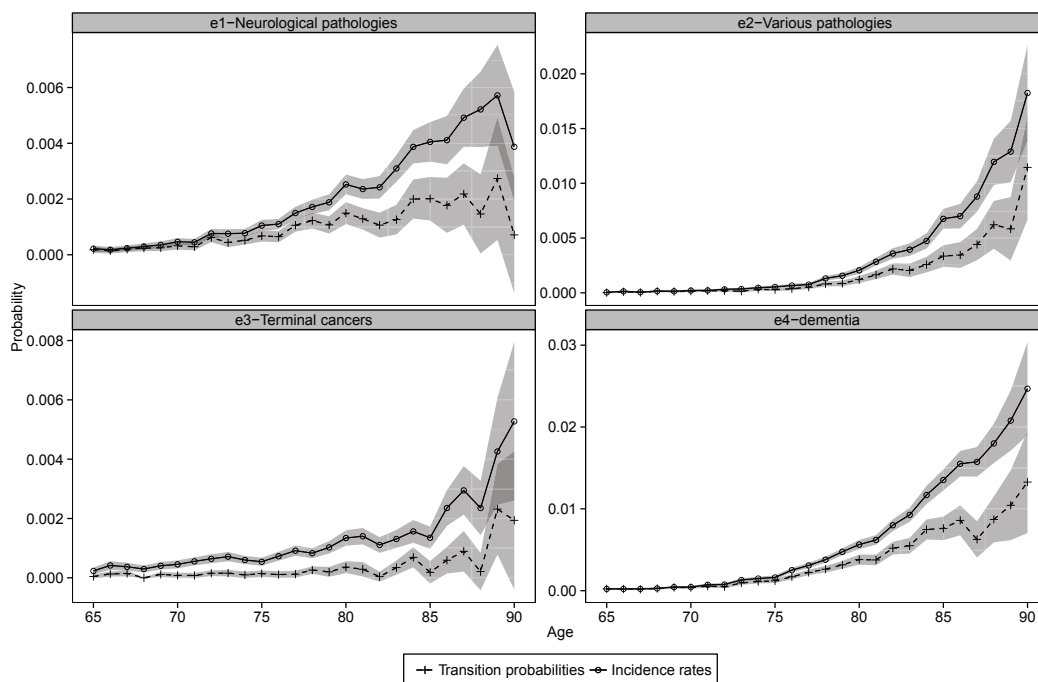 e1−Neurological pathologies
e2−Various pathologies
0.006
0.004
0.002
0.000
0.020
0.015
0.010
0.005
0.000
Probability
e3−Terminal cancers
e4−dementia
0.008
0.006
0.004
0.002
0.000
0.03
0.02
0.01
0.00
65 70 75 80 85 90
65 70 75 80 85 90
Age
Transition probabilities Incidence rates